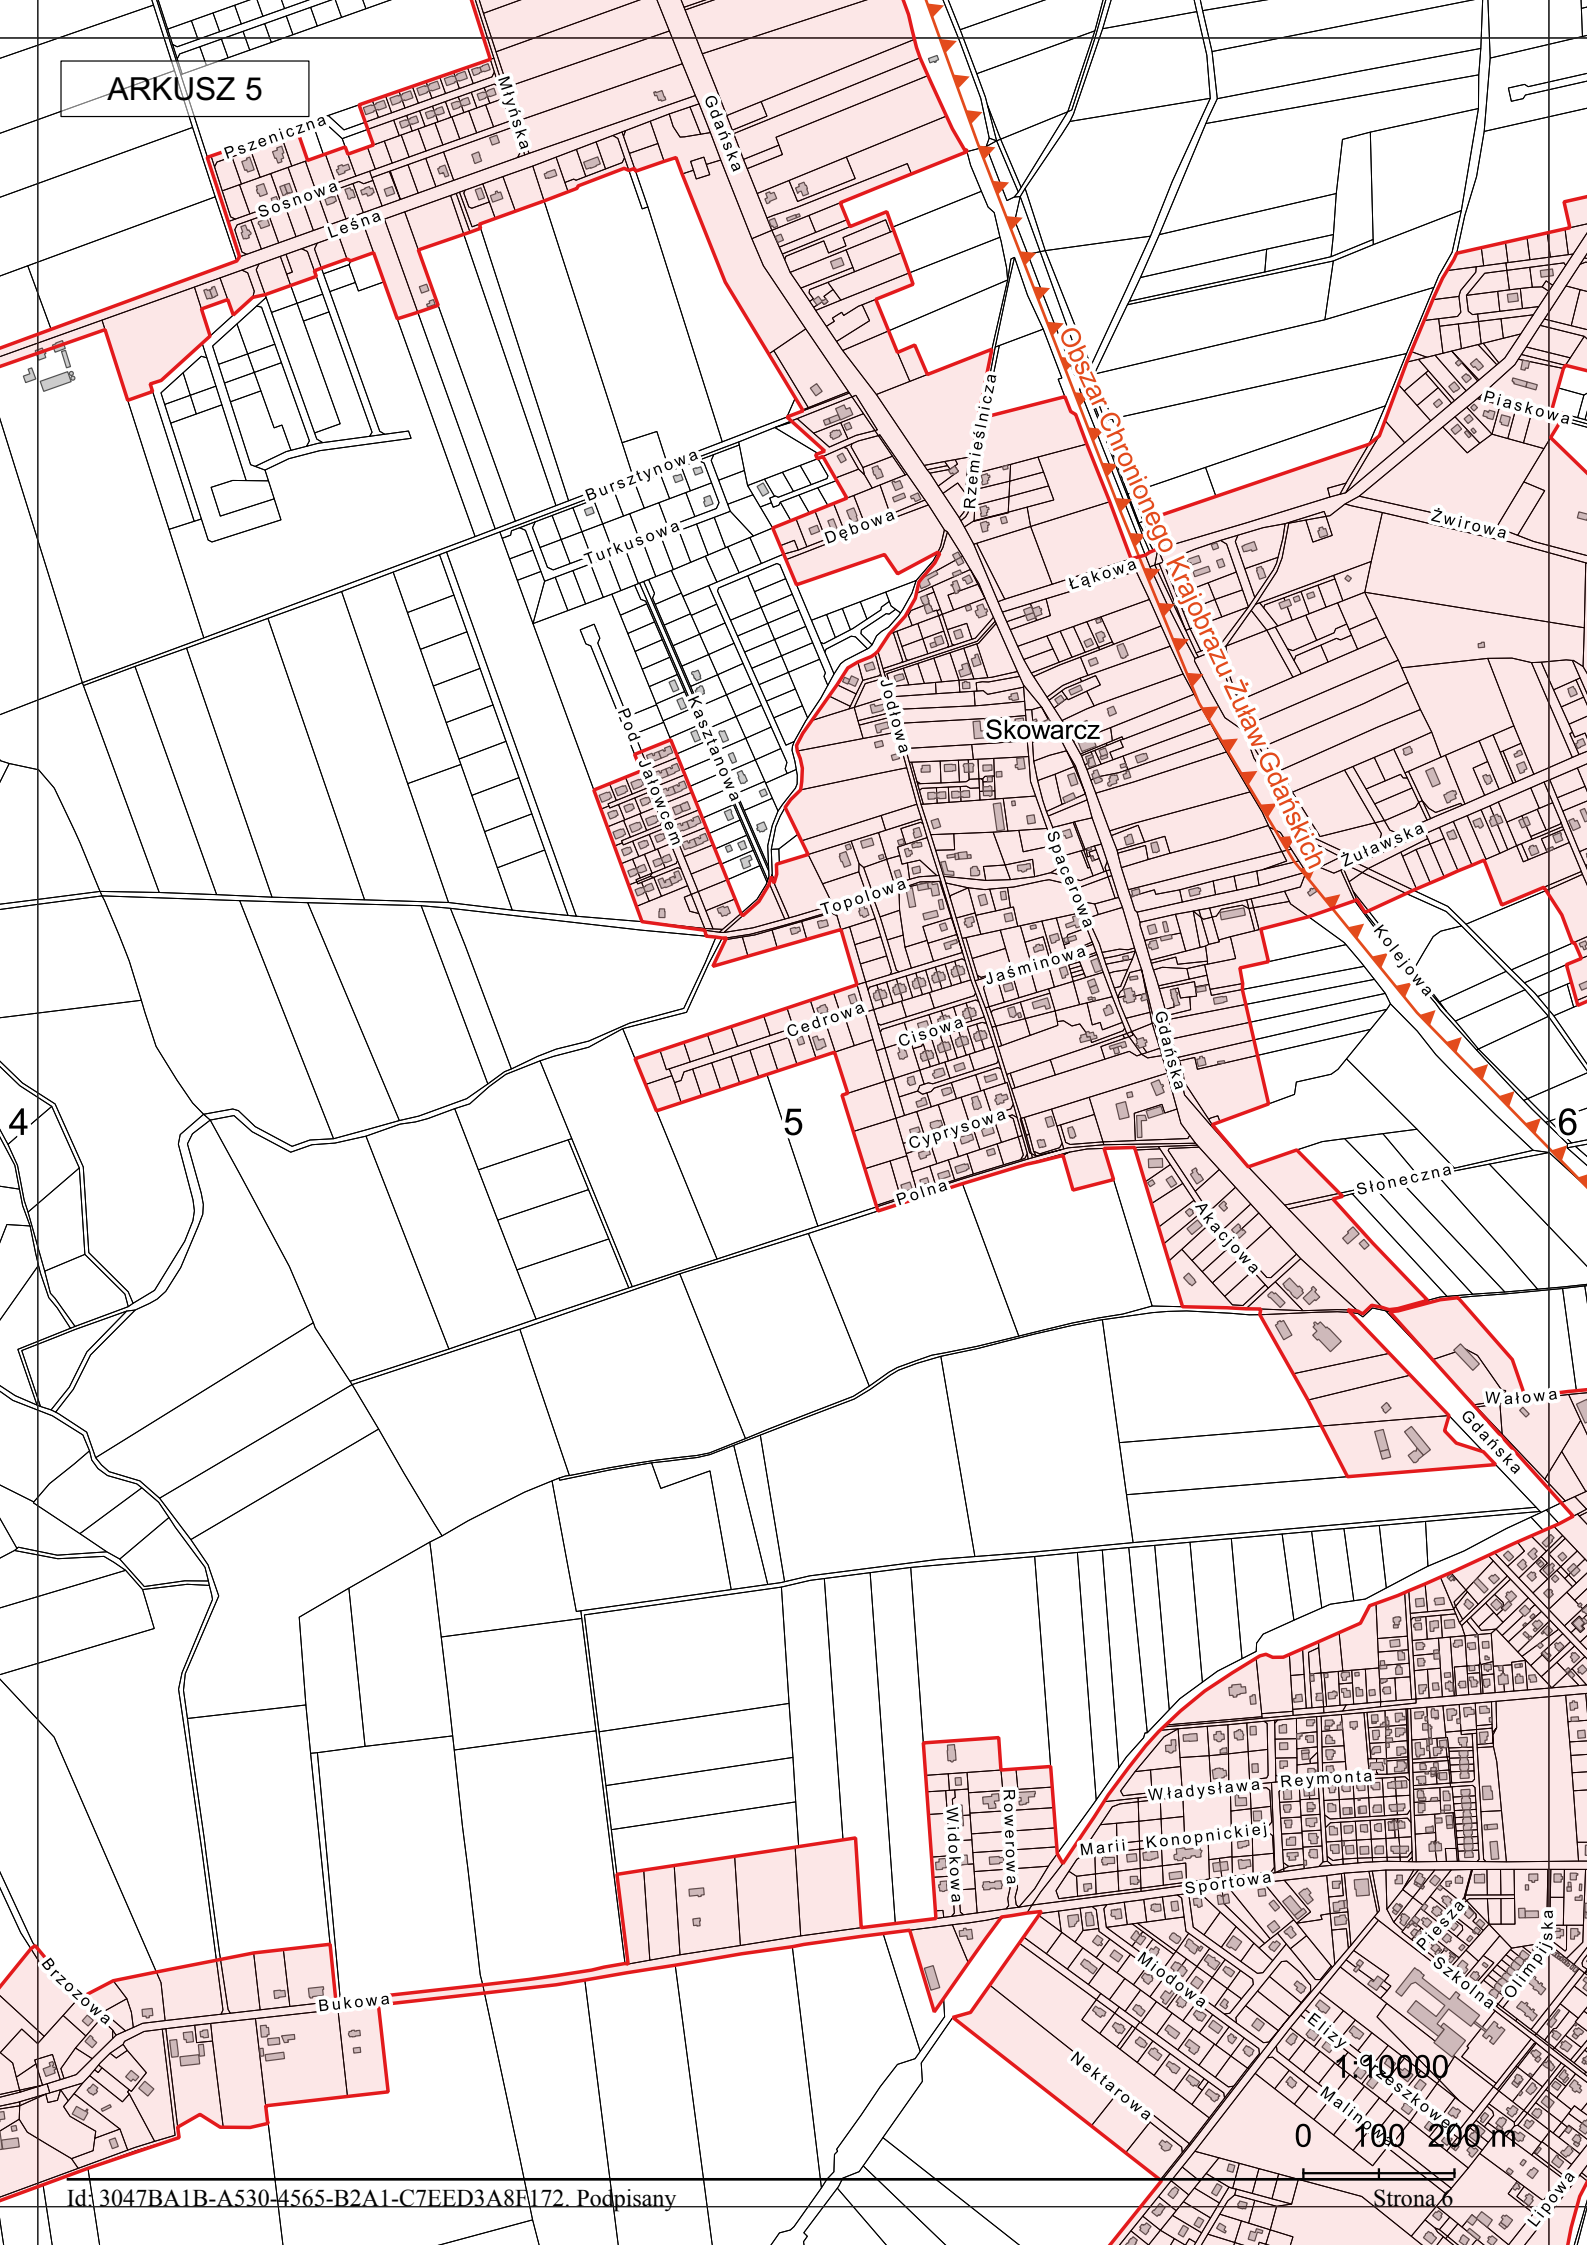 ARKUSZ 5
Młyńska
Gdańska
Pszeniczna
Sosnowa
Leśna
Obszar Chronionego Krajobrazu Żuław Gdańskich
Rzemieślnicza
Piaskowa
Bursztynowa
Turkusowa
Dębowa
Żwirowa
Łąkowa
Jodłowa
Kasztanowa
Pod Jałowcem
Skowarcz
Spacerowa
Żuławska
Topolowa
Kolejowa
Jaśminowa
Cedrowa
Cisowa
Gdańska
4
5
6
Cyprysowa
Polna
Słoneczna
Akacjowa
Wałowa
Gdańska
Władysława Reymonta
Widokowa
Rowerowa
Marii Konopnickiej
Sportowa
Pjesza
Szkolna
Olimpijska
Brzozowa
Bukowa
Miodowa
Elizy
Nektarowa
1:10000
0 100 200 m
Lipowa
Id: 3047BA1B-A530-4565-B2A1-C7EED3A8F172. Podpisany
Strona 6